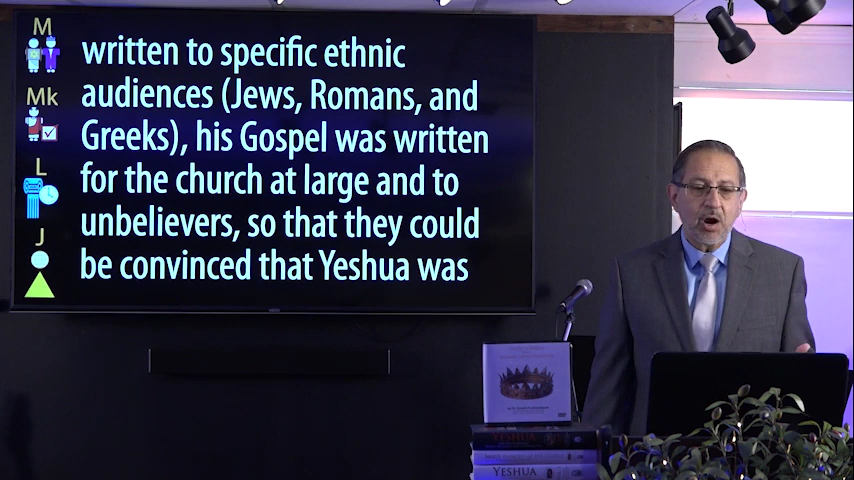 M
Mk
L
J
written to specific ethnic
audiences (Jews, Romans, and
Greeks), his Gospel was written
for the church at large and to
unbelievers, so that they could
be convinced that Yeshua was
YESHUA
YESHUA